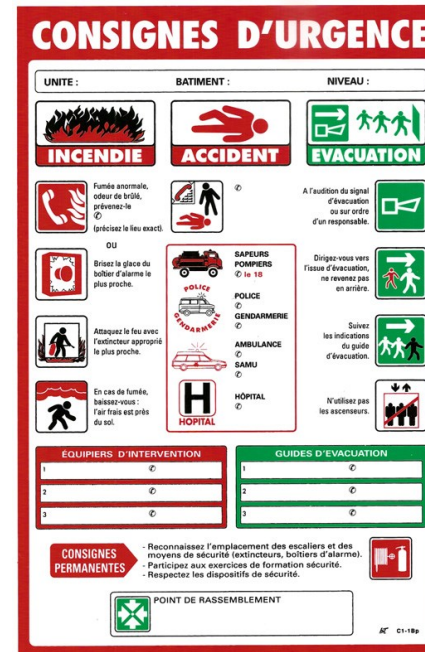 CONSIGNES D'URGENCE
UNITE : BATIMENT : NIVEAU :
INCENDIE
Fumée anormale,
odeur de brûlé,
prévenez-le
✆
(précisez le lieu exact).
OU
Brisez la glace du
boîtier d'alarme le
plus proche.
Attaquez le feu avec
l'extincteur approprié
le plus proche.
En cas de fumée,
baissez-vous :
l'air frais est près
du sol.
ACCIDENT
✆
SAPEURS
POMPIERS
✆ le 18
POLICE
GENDARMERIE
POLICE
✆
GENDARMERIE
✆
AMBULANCE
✆
SAMU
✆
H
HOPITAL
HÔPITAL
✆
EVACUATION
A l'audition du signal
d'évacuation
ou sur ordre
d'un responsable.
Dirigez-vous vers
l'issue d'évacuation,
ne revenez pas
en arrière.
Suivez
les indications
du guide
d'évacuation.
N'utilisez pas
les ascenseurs.
ÉQUIPIERS D'INTERVENTION
1 ✆
2 ✆
3 ✆
GUIDES D'EVACUATION
1 ✆
2 ✆
3 ✆
CONSIGNES
PERMANENTES
- Reconnaissez l'emplacement des escaliers et des
moyens de sécurité (extincteurs, boîtiers d'alarme).
- Participez aux exercices de formation sécurité.
- Respectez les dispositifs de sécurité.
POINT DE RASSEMBLEMENT
C1-1Bp